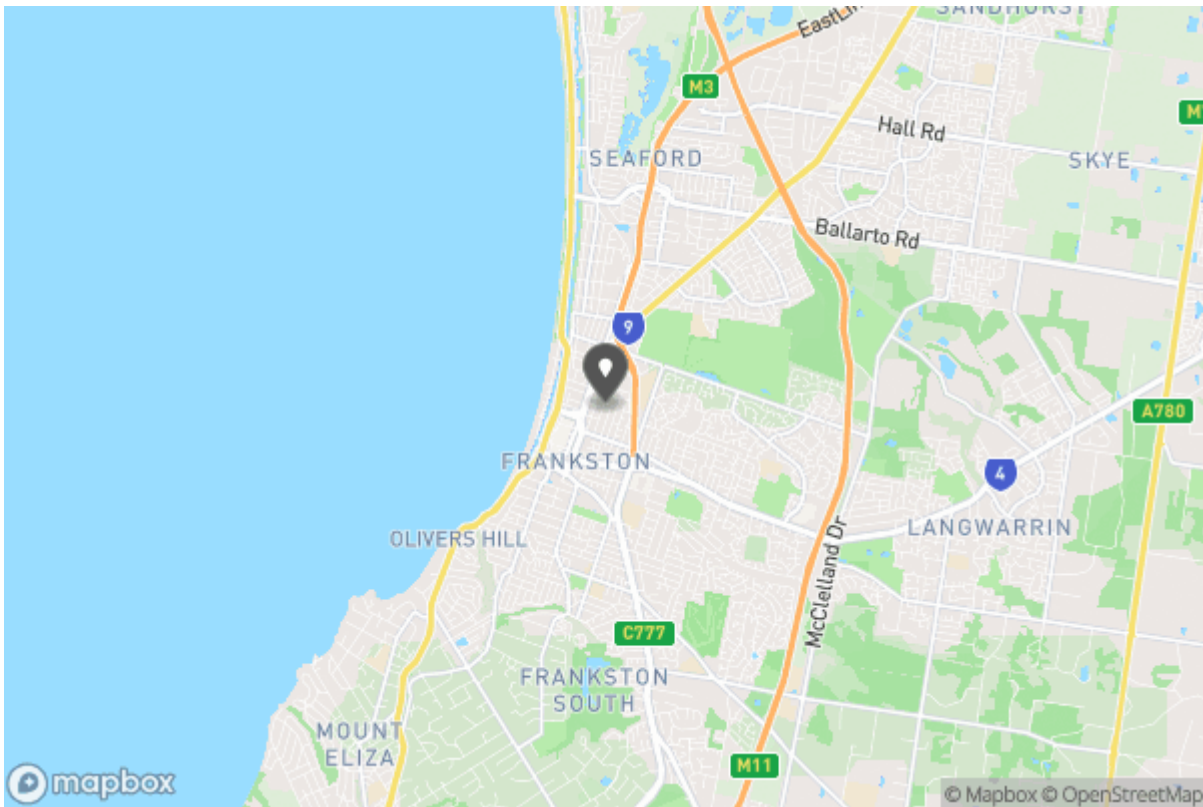 SANDHURST
EastLin
M3
Hall Rd
M
SEAFORD
SKYE
Ballarto Rd
9
A780
FRANKSTON
4
OLIVERS HILL
LANGWARRIN
McClelland Dr
C777
FRANKSTON
SOUTH
MOUNT
ELIZA
M11
mapbox
© Mapbox © OpenStreetMap